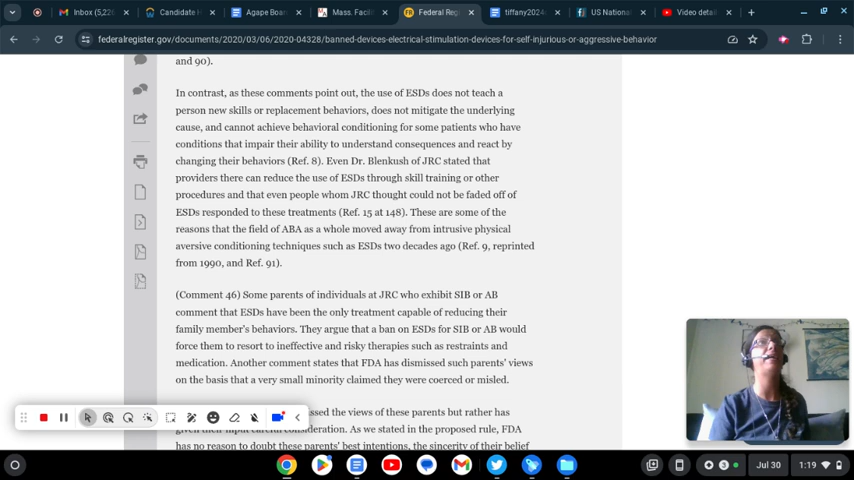 Inbox (5,22
Candidate H
Agape Boar
Mass. Facili
Federal Reg
tiffany2024
US National
Video detai
federalregister.gov/documents/2020/03/06/2020-04328/banned-devices-electrical-stimulation-devices-for-self-injurious-or-aggressive-behavior
and 90).
In contrast, as these comments point out, the use of ESDs does not teach a
person new skills or replacement behaviors, does not mitigate the underlying
cause, and cannot achieve behavioral conditioning for some patients who have
conditions that impair their ability to understand consequences and react by
changing their behaviors (Ref. 8). Even Dr. Blenkush of JRC stated that
providers there can reduce the use of ESDs through skill training or other
procedures and that even people whom JRC thought could not be faded off of
ESDs responded to these treatments (Ref. 15 at 148). These are some of the
reasons that the field of ABA as a whole moved away from intrusive physical
aversive conditioning techniques such as ESDs two decades ago (Ref. 9, reprinted
from 1990, and Ref. 91).
(Comment 46) Some parents of individuals at JRC who exhibit SIB or AB
comment that ESDs have been the only treatment capable of reducing their
family member's behaviors. They argue that a ban on ESDs for SIB or AB would
force them to resort to ineffective and risky therapies such as restraints and
medication. Another comment states that FDA has dismissed such parents' views
on the basis that a very small minority claimed they were coerced or misled.
ssed the views of these parents but rather has
given their input careful consideration. As we stated in the proposed rule, FDA
has no reason to doubt these parents' best intentions, the sincerity of their belief
3
Jul 30
1:19